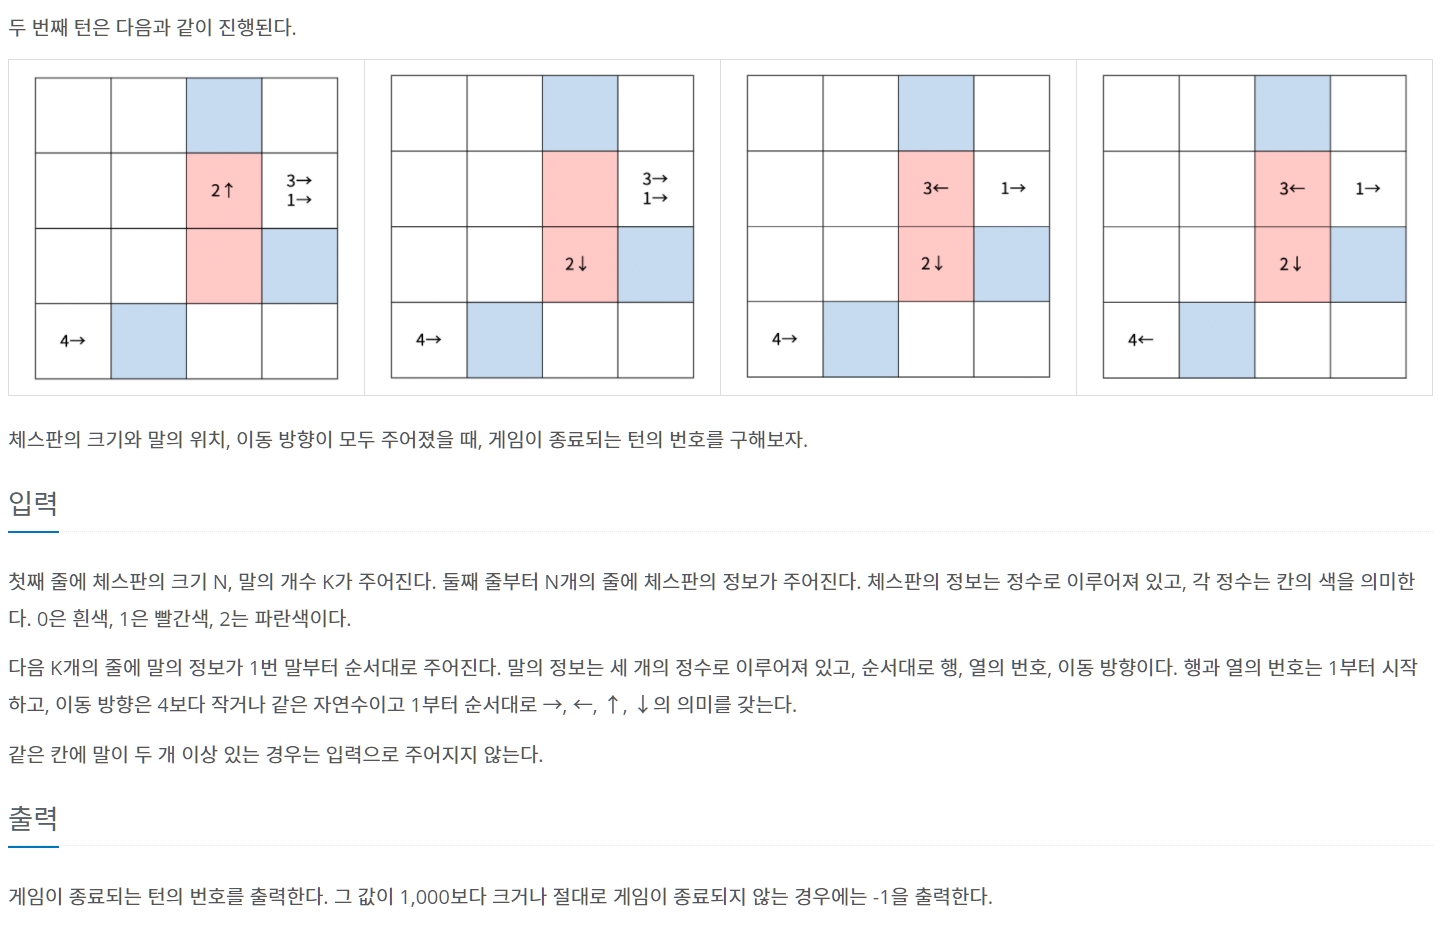 두 번째 턴은 다음과 같이 진행된다.
2↑ 3→
1→
4→
3→
1→
2↓
4→
3← 1→
2↓
4→
3← 1→
2↓
4←
체스판의 크기와 말의 위치, 이동 방향이 모두 주어졌을 때, 게임이 종료되는 턴의 번호를 구해보자.
입력
첫째 줄에 체스판의 크기 N, 말의 개수 K가 주어진다. 둘째 줄부터 N개의 줄에 체스판의 정보가 주어진다. 체스판의 정보는 정수로 이루어져 있고, 각 정수는 칸의 색을 의미한
다. 0은 흰색, 1은 빨간색, 2는 파란색이다.
다음 K개의 줄에 말의 정보가 1번 말부터 순서대로 주어진다. 말의 정보는 세 개의 정수로 이루어져 있고, 순서대로 행, 열의 번호, 이동 방향이다. 행과 열의 번호는 1부터 시작
하고, 이동 방향은 4보다 작거나 같은 자연수이고 1부터 순서대로 →, ←, ↑, ↓의 의미를 갖는다.
같은 칸에 말이 두 개 이상 있는 경우는 입력으로 주어지지 않는다.
출력
게임이 종료되는 턴의 번호를 출력한다. 그 값이 1,000보다 크거나 절대로 게임이 종료되지 않는 경우에는 -1을 출력한다.